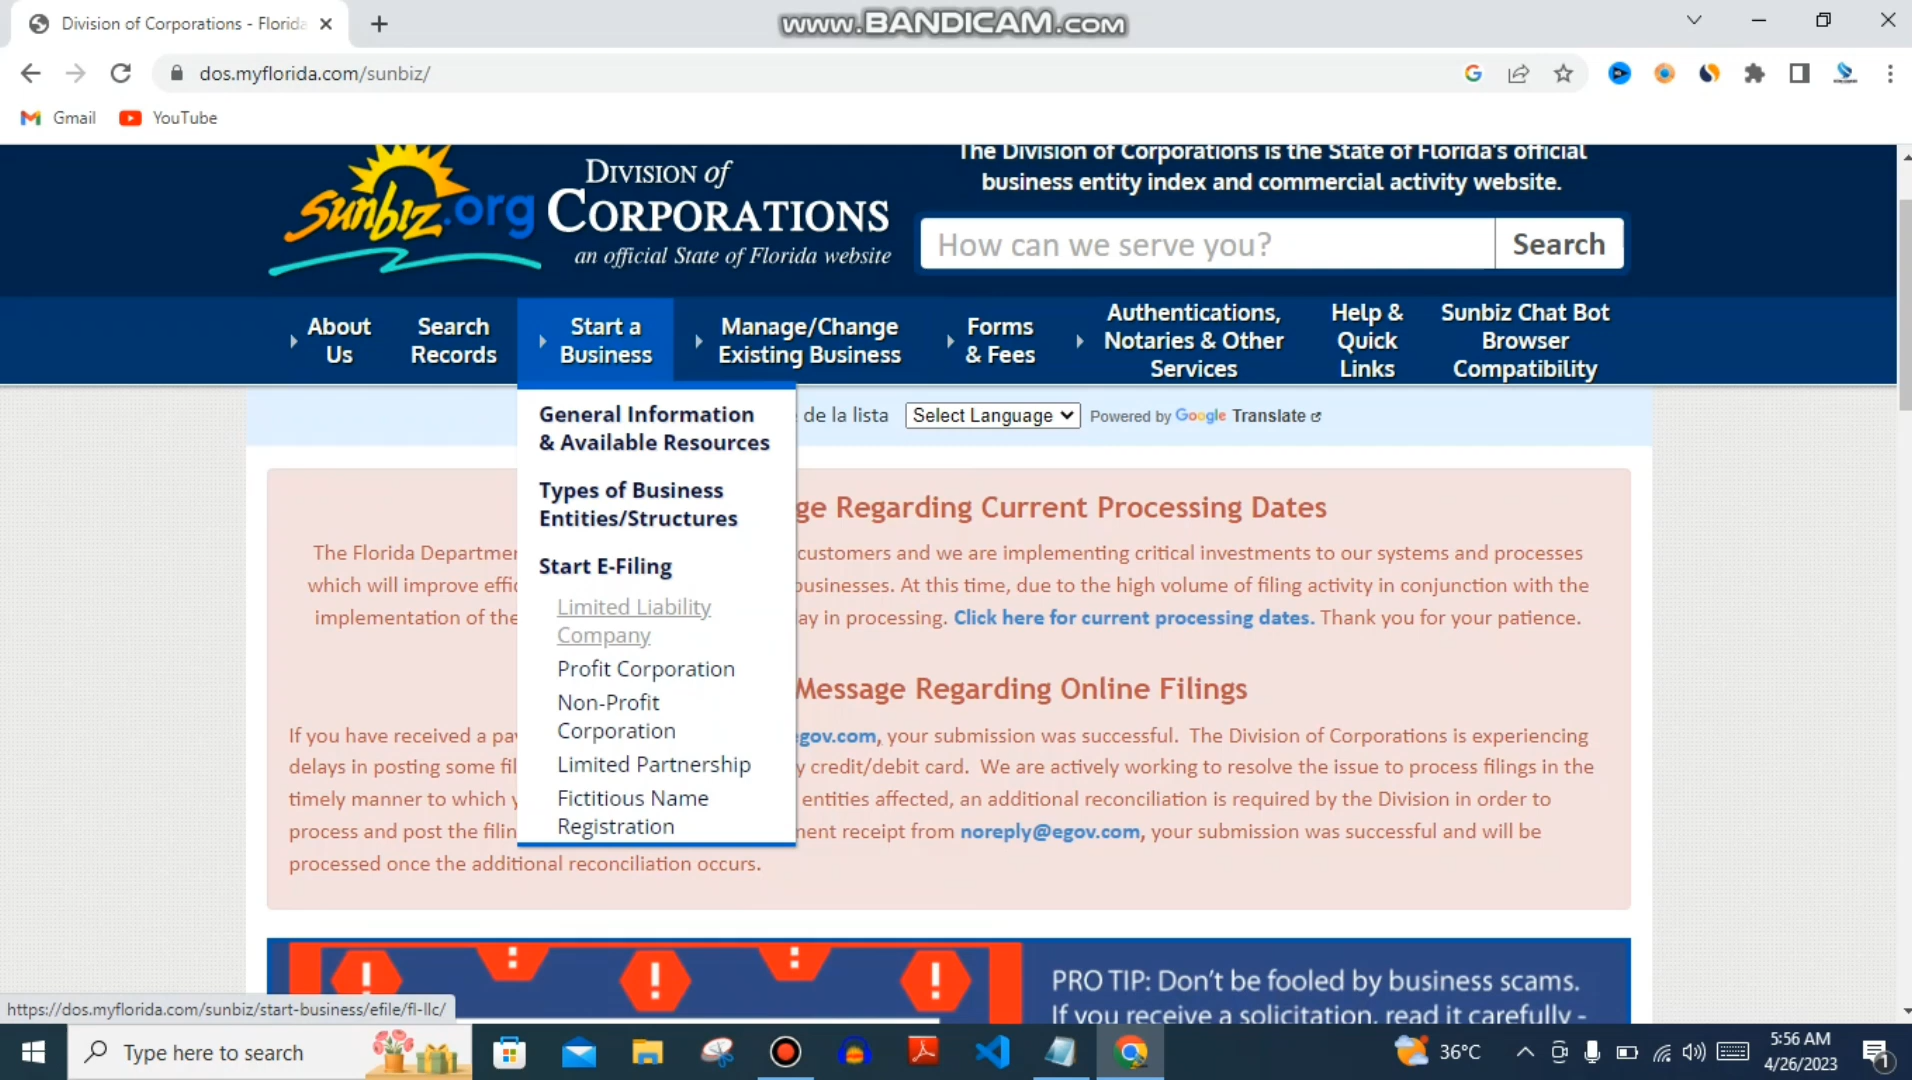 Division of Corporations - Florida
www.BANDICAM.com
dos.myflorida.com/sunbiz/
Gmail
YouTube
sunbiz.org
DIVISION of
CORPORATIONS
an official State of Florida website
The Division of Corporations is the State of Florida's official
business entity index and commercial activity website.
How can we serve you?
Search
About
Us
Search
Records
Start a
Business
Manage/Change
Existing Business
Forms
& Fees
Authentications,
Notaries & Other
Services
Help &
Quick
Links
Sunbiz Chat Bot
Browser
Compatibility
General Information
& Available Resources
Types of Business
Entities/Structures
Start E-Filing
Limited Liability
Company
Profit Corporation
Non-Profit
Corporation
Limited Partnership
Fictitious Name
Registration
de la lista
Select Language
Powered by Google Translate
ge Regarding Current Processing Dates
The Florida Departmen customers and we are implementing critical investments to our systems and processes
which will improve effic businesses. At this time, due to the high volume of filing activity in conjunction with the
implementation of the ay in processing. Click here for current processing dates. Thank you for your patience.
Message Regarding Online Filings
If you have received a pay egov.com, your submission was successful. The Division of Corporations is experiencing
delays in posting some fil y credit/debit card. We are actively working to resolve the issue to process filings in the
timely manner to which y entities affected, an additional reconciliation is required by the Division in order to
process and post the filin nent receipt from noreply@egov.com, your submission was successful and will be
processed once the additional reconciliation occurs.
PRO TIP: Don't be fooled by business scams.
If you receive a solicitation, read it carefully -
https://dos.myflorida.com/sunbiz/start-business/efile/fl-llc/
Type here to search
36°C
5:56 AM
4/26/2023
1